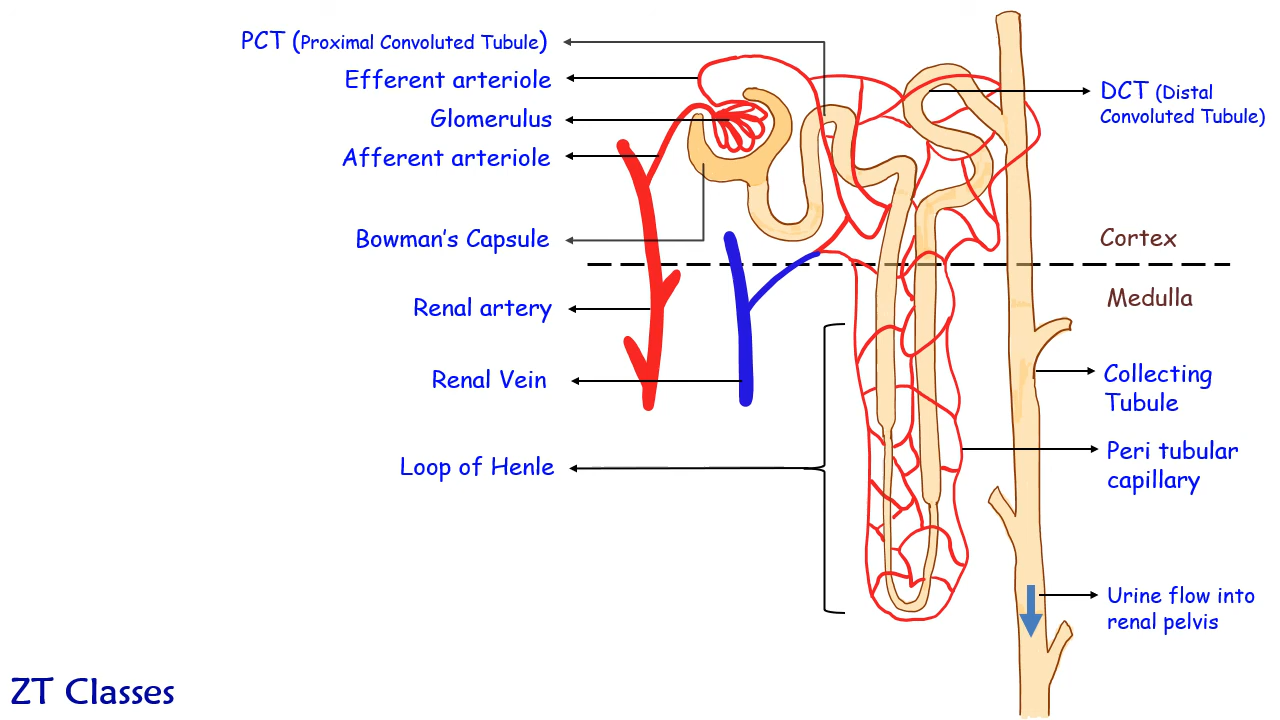 PCT (Proximal Convoluted Tubule)
Efferent arteriole
Glomerulus
Afferent arteriole
Bowman's Capsule
Renal artery
Renal Vein
Loop of Henle
DCT (Distal
Convoluted Tubule)
Cortex
Medulla
Collecting
Tubule
Peri tubular
capillary
Urine flow into
renal pelvis
ZT Classes